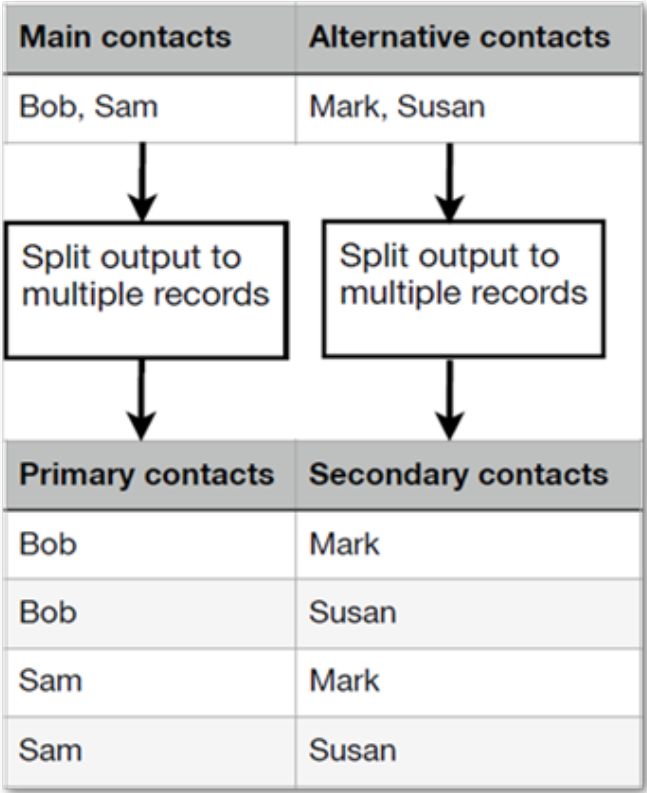 Main contacts Alternative contacts
Bob, Sam Mark, Susan
Split output to Split output to
multiple records multiple records
Primary contacts Secondary contacts
Bob Mark
Bob Susan
Sam Mark
Sam Susan